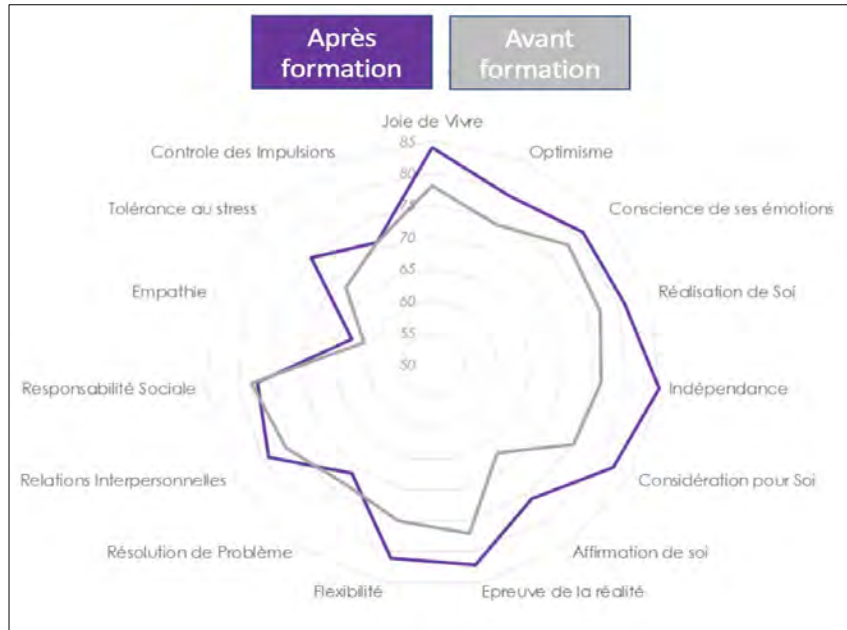 Après
formation
Avant
formation
Joie de Vivre
Controle des Impulsions
85
Optimisme
80
Tolérance au stress
75
Conscience de ses émotions
70
65
Empathie
60
Réalisation de Soi
55
50
Responsabilité Sociale
Indépendance
Relations Interpersonnelles
Considération pour Soi
Résolution de Problème
Affirmation de soi
Flexibilité
Epreuve de la réalité